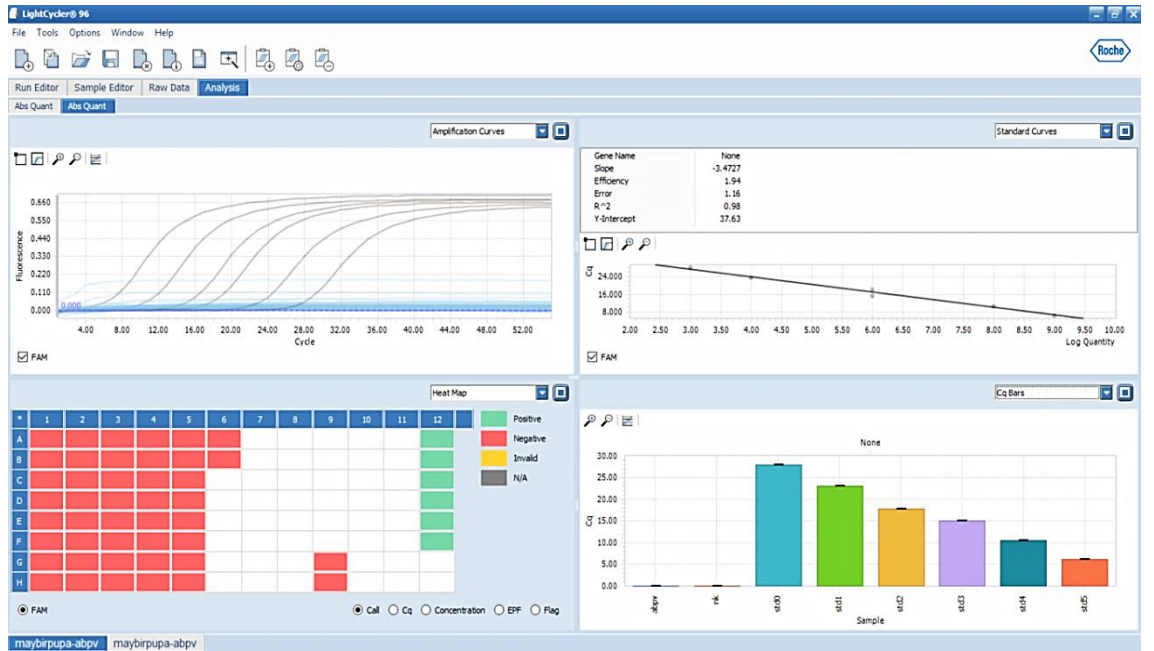 LightCycler® 96
File Tools Options Window Help
Roche
Run Editor Sample Editor Raw Data Analysis
Abs Quant Abs Quant
Amplification Curves
Fluorescence
0.660
0.550
0.440
0.330
0.220
0.110
0.000
0.000
4.00 8.00 12.00 16.00 20.00 24.00 28.00 32.00 36.00 40.00 44.00 48.00 52.00
Cycle
FAM
Standard Curves
Gene Name None
Slope -3.4727
Efficiency 1.94
Error 1.16
R^2 0.98
Y-Intercept 37.63
Cq
24.000
16.000
8.000
2.00 2.50 3.00 3.50 4.00 4.50 5.00 5.50 6.00 6.50 7.00 7.50 8.00 8.50 9.00 9.50 10.00
Log Quantity
FAM
Heat Map
* 1 2 3 4 5 6 7 8 9 10 11 12
A
B
C
D
E
F
G
H
Positive
Negative
Invalid
N/A
FAM Call Cq Concentration EPF Flag
Cq Bars
None
Cq
30.00
25.00
20.00
15.00
10.00
5.00
0.00
abpv nk std0 std1 std2 std3 std4 std5
Sample
maybirpupa-abpv maybirpupa-abpv